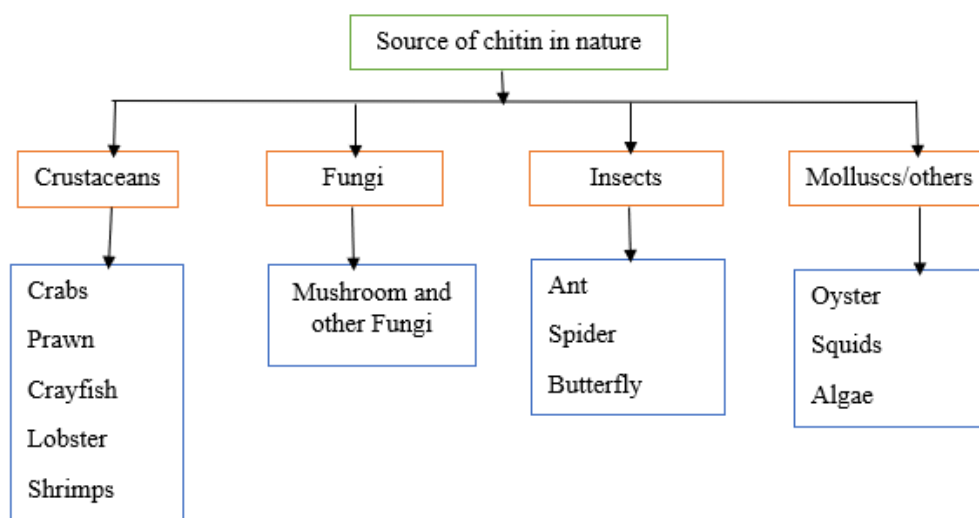 Source of chitin in nature
Crustaceans
Fungi
Insects
Molluscs/others
Crabs
Prawn
Crayfish
Lobster
Shrimps
Mushroom and
other Fungi
Ant
Spider
Butterfly
Oyster
Squids
Algae